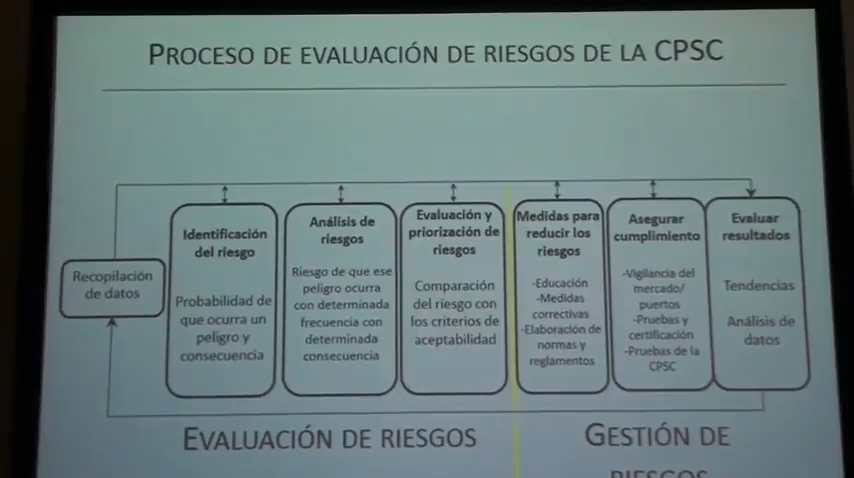 PROCESO DE EVALUACIÓN DE RIESGOS DE LA CPSC
Recopilación
de datos
Identificación
del riesgo
Probabilidad de
que ocurra un
peligro y
consecuencia
Análisis de
riesgos
Riesgo de que ese
peligro ocurra
con determinada
frecuencia con
determinada
consecuencia
Evaluación y
priorización de
riesgos
Comparación
del riesgo con
los criterios de
aceptabilidad
Medidas para
reducir los
riesgos
-Educación
-Medidas
correctivas
-Elaboración de
normas y
reglamentos
Asegurar
cumplimiento
-Vigilancia del
mercado/
puertos
-Pruebas y
certificación
-Pruebas de la
CPSC
Evaluar
resultados
Tendencias
Análisis de
datos
EVALUACIÓN DE RIESGOS
GESTIÓN DE
RIESGOS